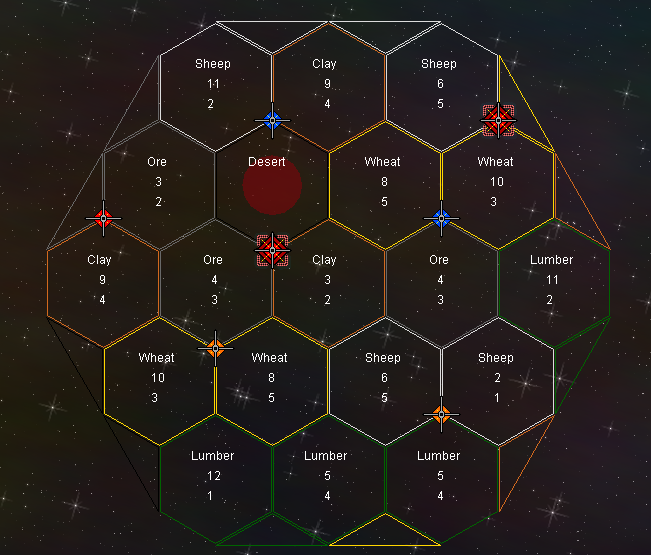 Sheep Clay Sheep
11 9 6
2 4 5
Ore Desert Wheat Wheat
3 8 10
2 5 3
Clay Ore Clay Ore Lumber
9 4 3 4 11
4 3 2 3 2
Wheat Wheat Sheep Sheep
10 8 6 2
3 5 5 1
Lumber Lumber Lumber
12 5 5
1 4 4